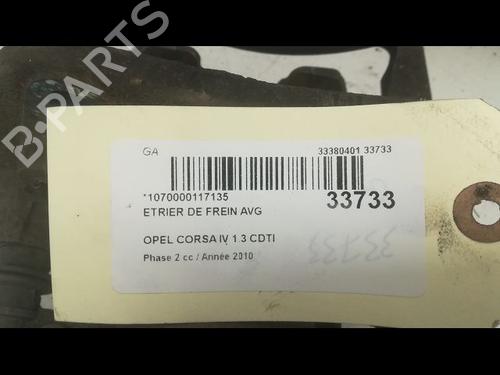 GA
33380401 33733
*1070000117135
33733
ETRIER DE FREIN AVG
OPEL CORSA IV 1.3 CDTI
Phase 2 cc / Année 2010
33733
B-PARTS